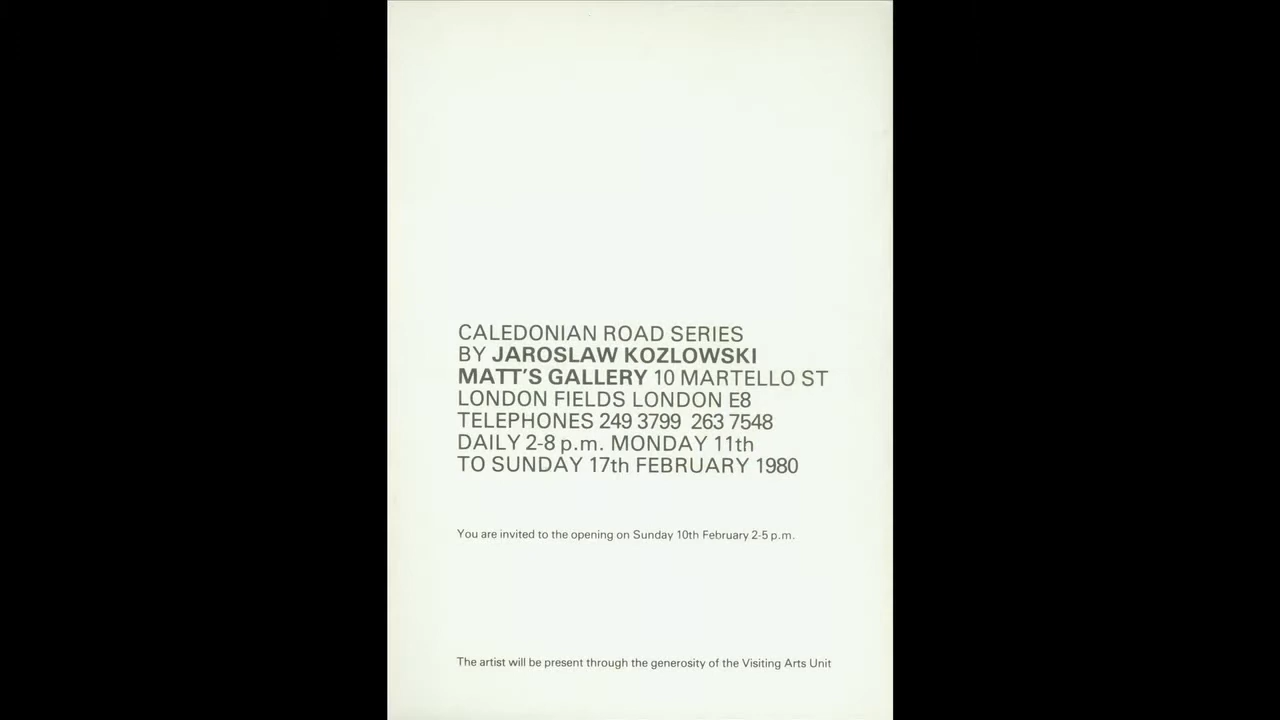 CALEDONIAN ROAD SERIES
BY JAROSLAW KOZLOWSKI
MATT'S GALLERY 10 MARTELLO ST
LONDON FIELDS LONDON E8
TELEPHONES 249 3799 263 7548
DAILY 2-8 p.m. MONDAY 11th
TO SUNDAY 17th FEBRUARY 1980
You are invited to the opening on Sunday 10th February 2-5 p.m.
The artist will be present through the generosity of the Visiting Arts Unit